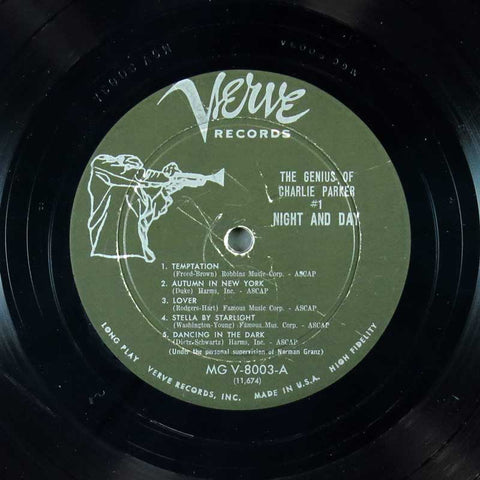 Verve
RECORDS
THE GENIUS OF
CHARLIE PARKER
#1
NIGHT AND DAY
1. TEMPTATION
(Freed-Brown) Robbins Music Corp. - ASCAP
2. AUTUMN IN NEW YORK
(Duke) Harms, Inc. - ASCAP
3. LOVER
(Rodgers-Hart) Famous Music Corp. - ASCAP
4. STELLA BY STARLIGHT
(Washington-Young) Famous Mus. Corp. - ASCAP
5. DANCING IN THE DARK
(Dietz-Schwartz) Harms, Inc. - ASCAP
(Under the personal supervision of Norman Granz)
MG V-8003-A
(11,674)
LONG PLAY VERVE RECORDS, INC. MADE IN U.S.A. HIGH FIDELITY